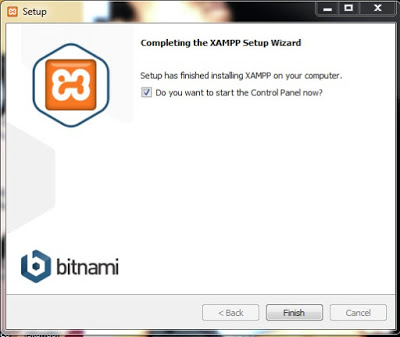 Setup
Completing the XAMPP Setup Wizard
Setup has finished installing XAMPP on your computer.
Do you want to start the Control Panel now?
bitnami
< Back
Finish
Cancel